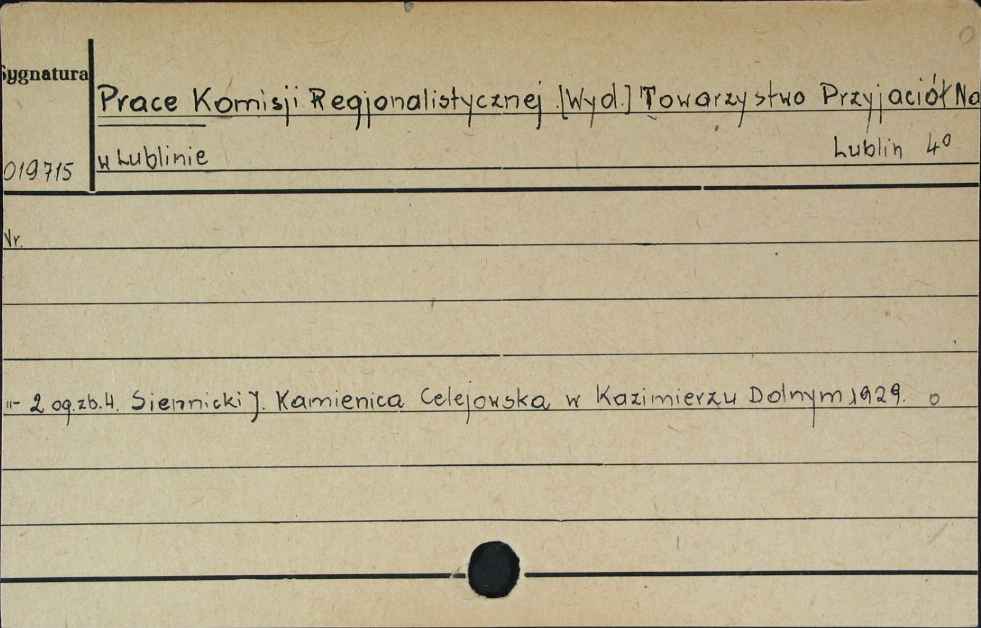 Sygnatura
Prace Komisji Regjonalistycznej. [Wyd.] Towarzystwo Przyjaciół Na
w Lublinie Lublin 4°
019715
Nr.
"- 2 og.zb.4. Siennicki J. Kamienica Celejowska w Kazimierzu Dolnym 1929. o